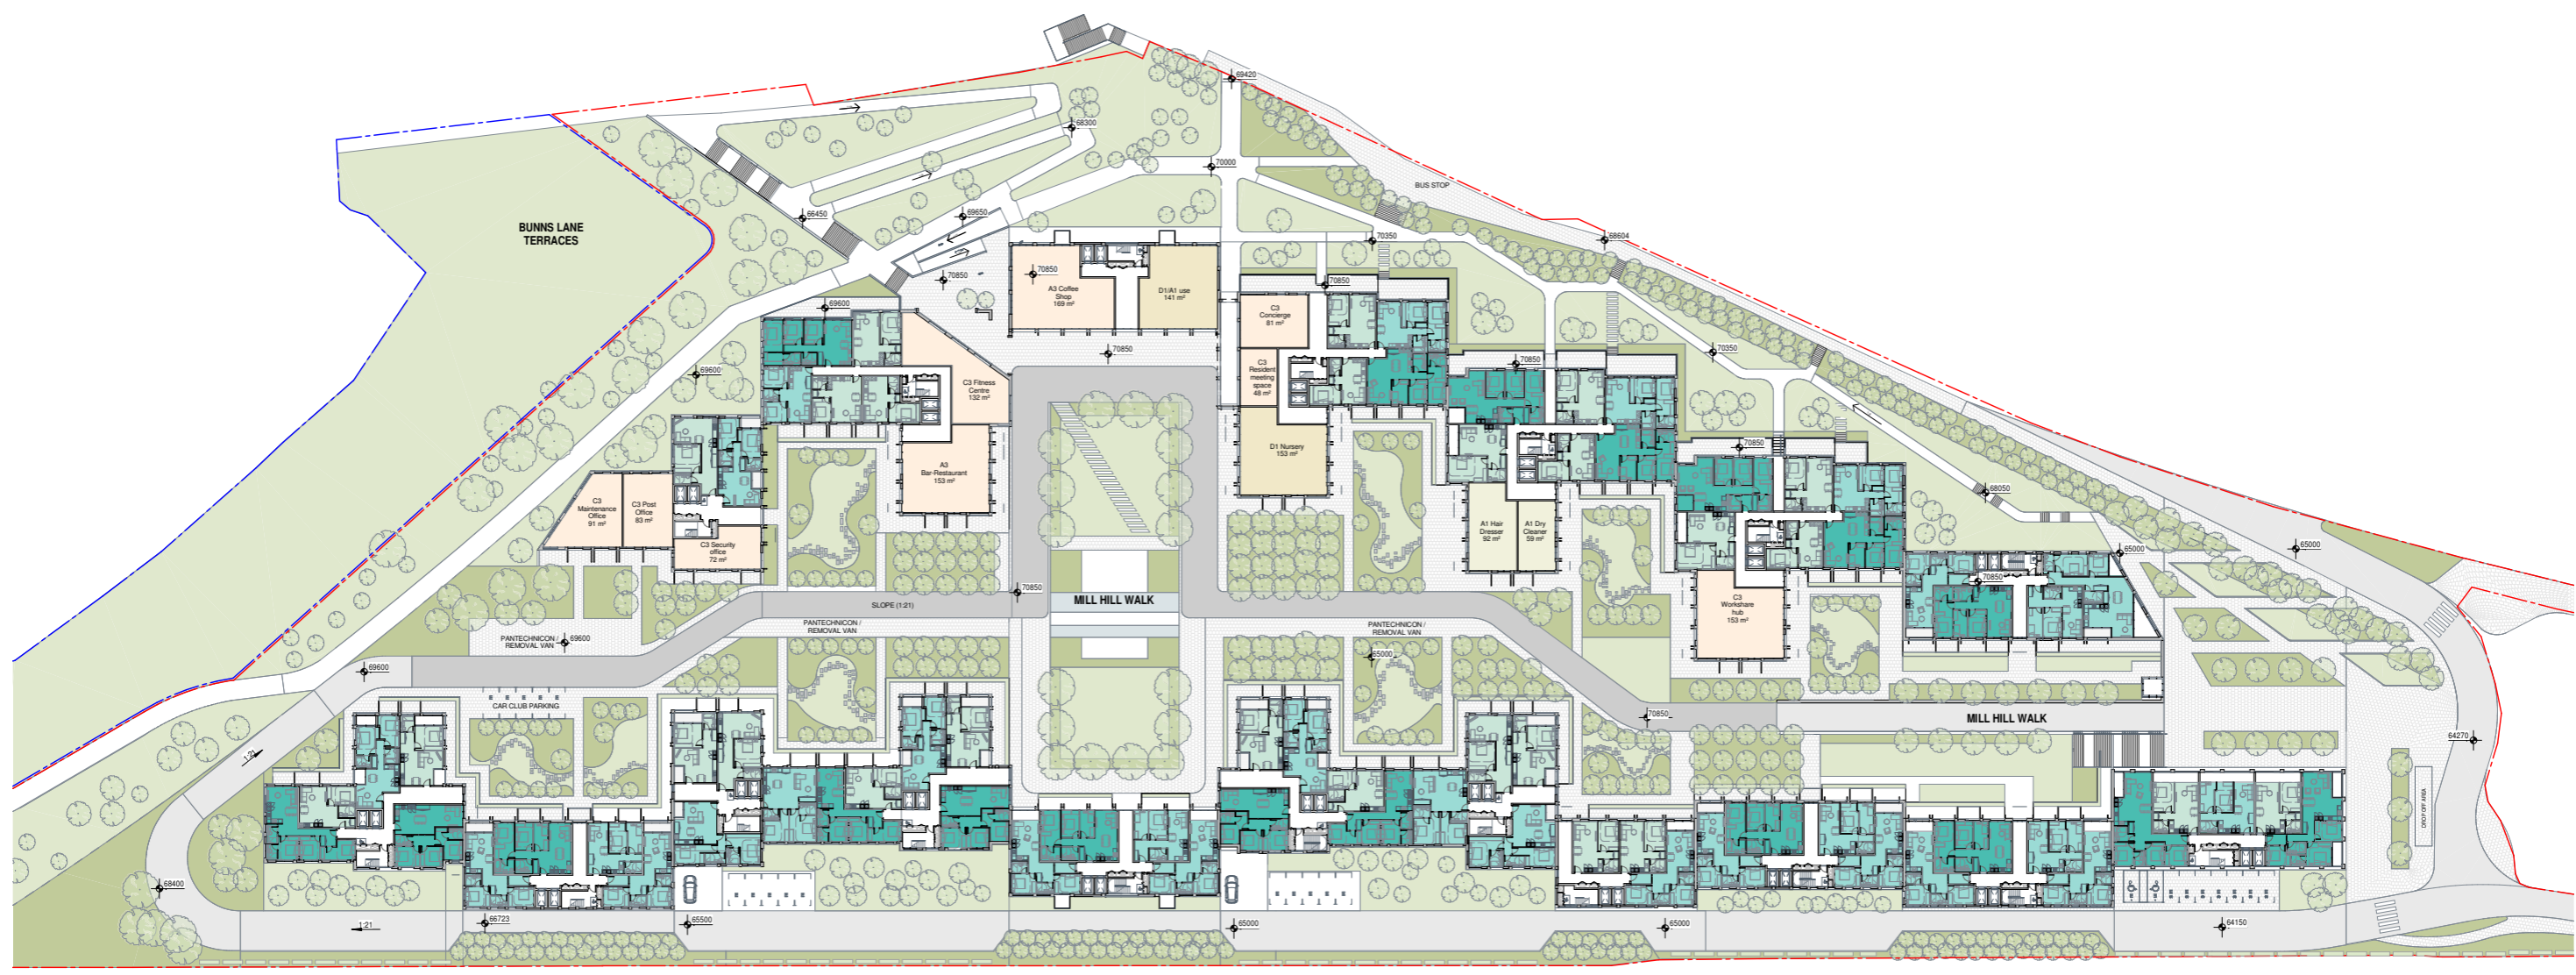 69420
68300
70000
BUS STOP
66450
69650
BUNNS LANE
TERRACES
68604
70350
70850
70850
A3 Coffee
Shop
169 m²
D1/A1 use
141 m²
70850
69600
C3
Concierge
81 m²
70850
70350
70850
69600
C3
Resident
meeting
space
48 m²
C3 Fitness
Centre
132 m²
D1 Nursery
153 m²
70850
A3
Bar-Restaurant
153 m²
68050
C3
Maintenance
Office
91 m²
C3 Post
Office
83 m²
C3 Security
office
72 m²
A1 Hair
Dresser
92 m²
A1 Dry
Cleaner
59 m²
65000
65000
70850
70850
MILL HILL WALK
SLOPE (1:21)
C3
Workshare
hub
153 m²
PANTECHNICON /
REMOVAL VAN
PANTECHNICON /
REMOVAL VAN
PANTECHNICON /
REMOVAL VAN
69600
65000
69600
CAR CLUB PARKING
70850
MILL HILL WALK
64270
1:21
DROP OFF AREA
68400
66723
65500
65000
65000
64150
1:21